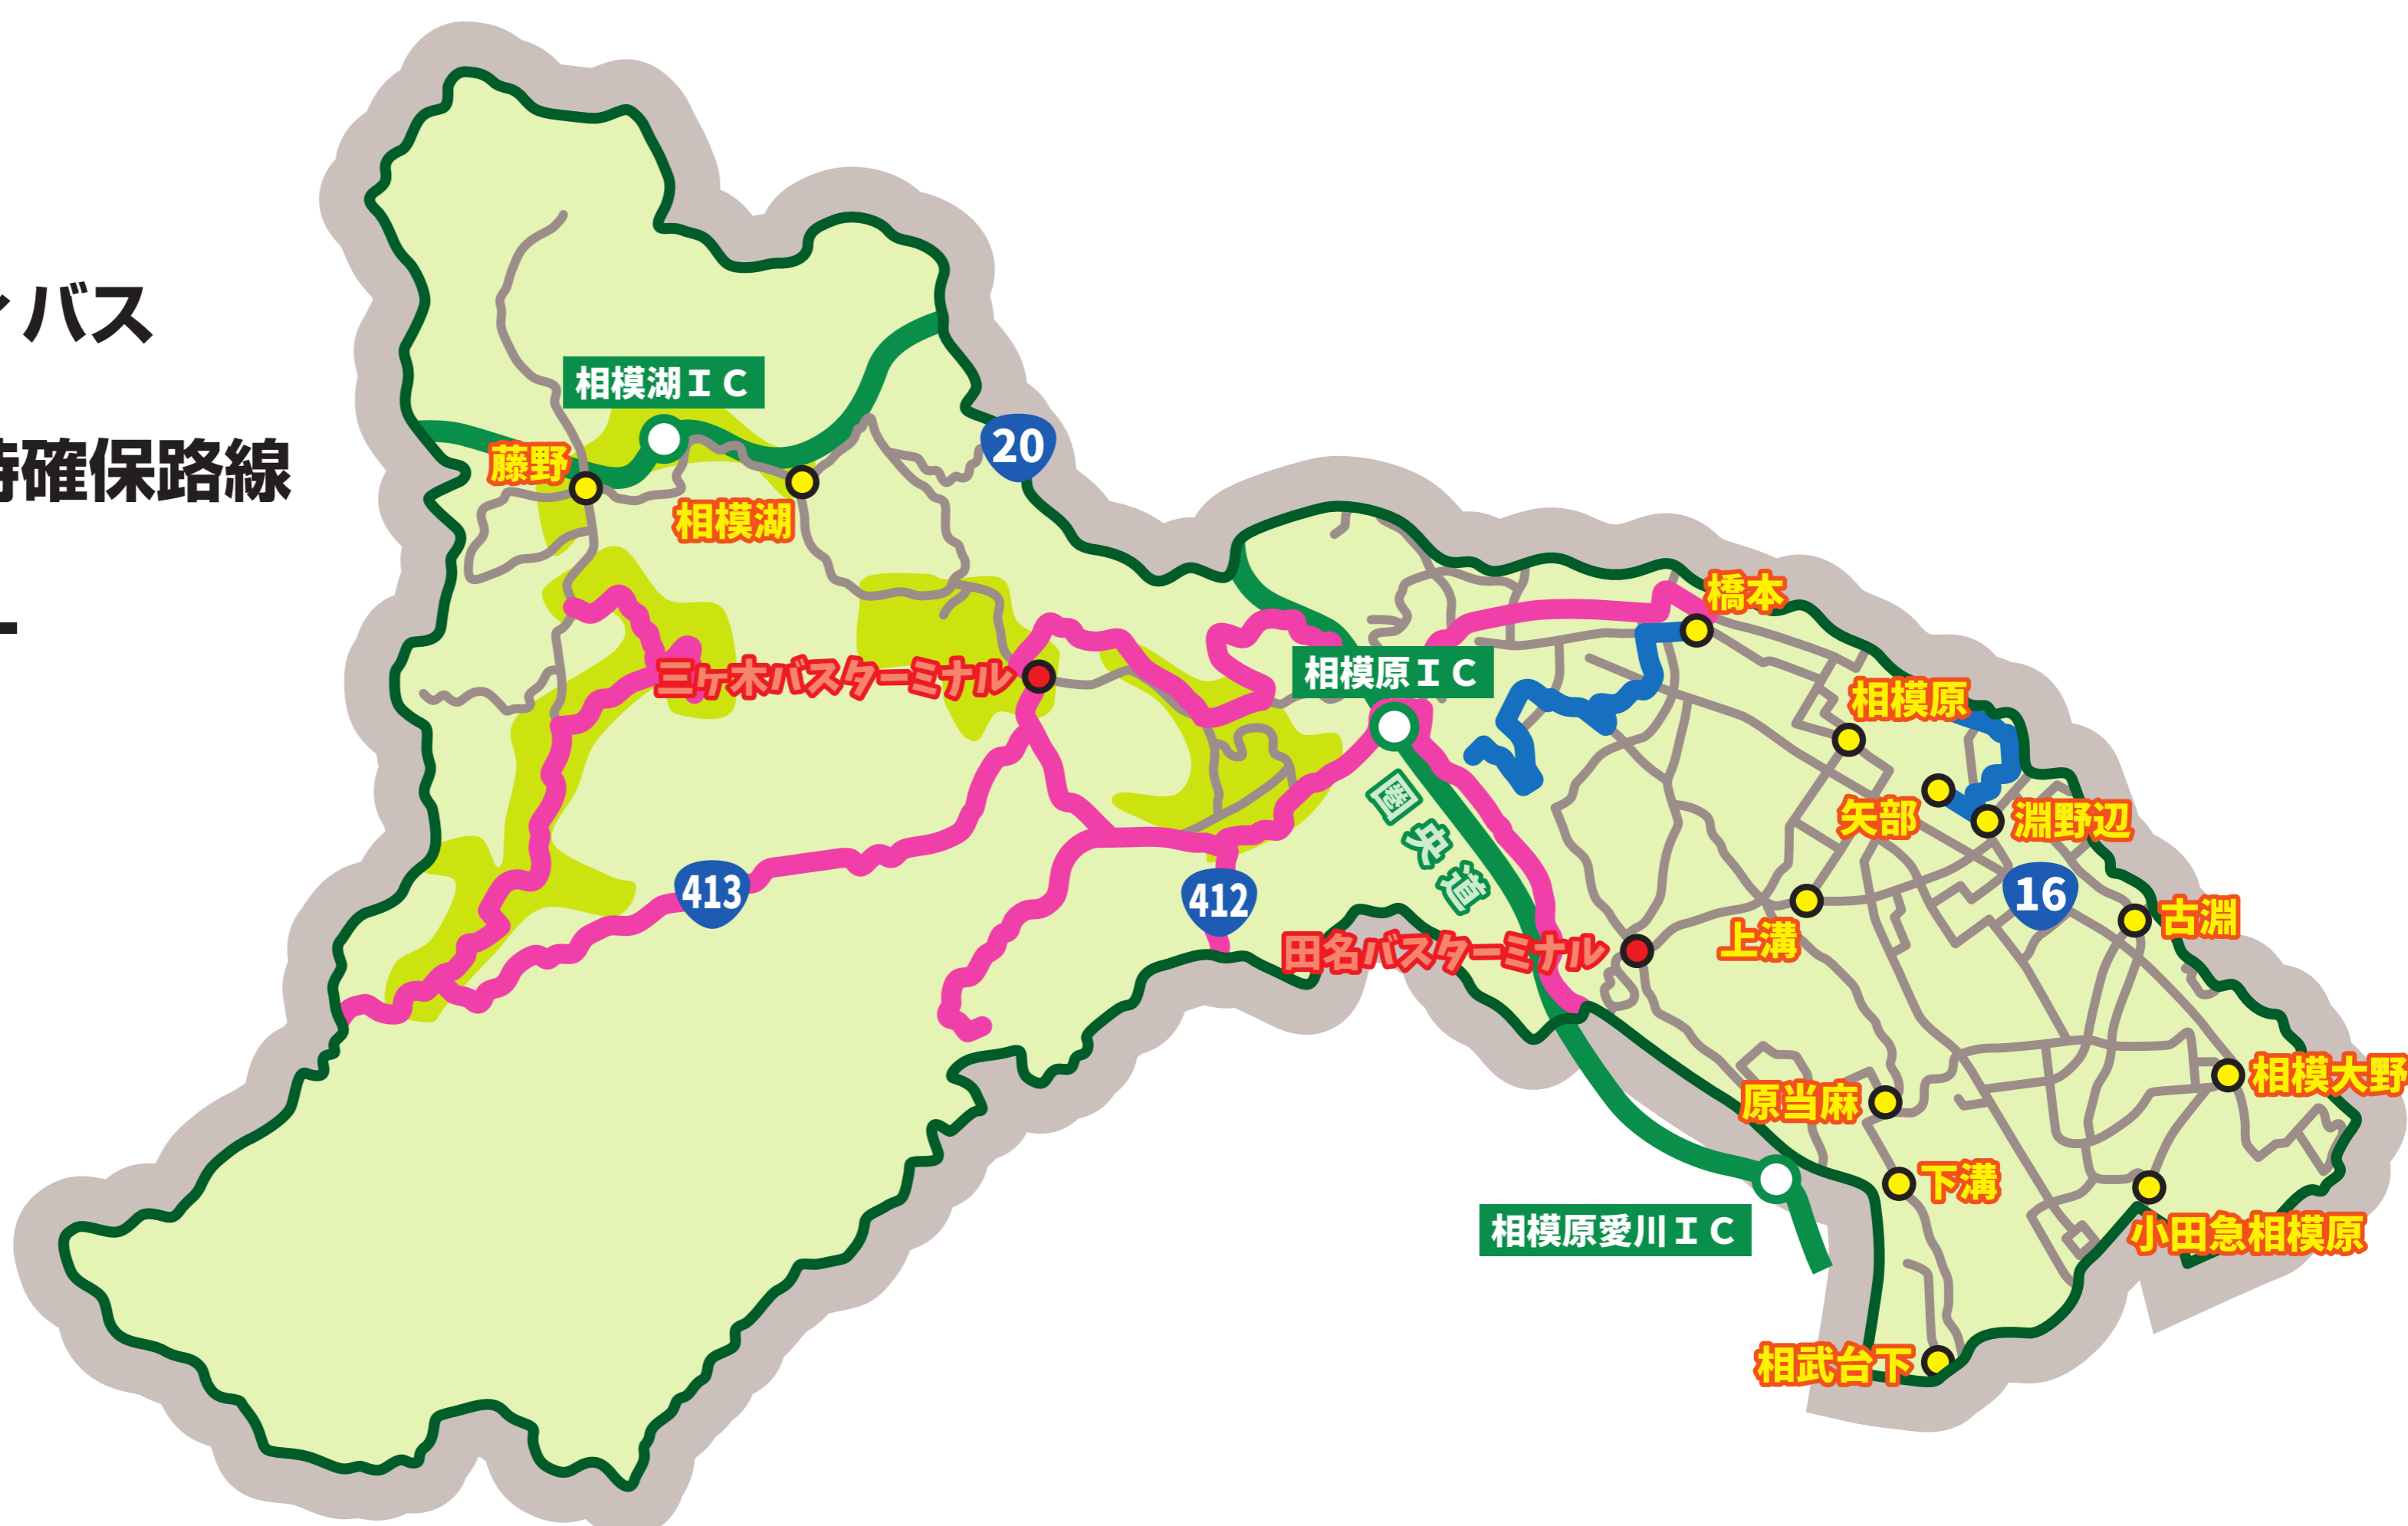 バス
確保路線
相模湖ＩＣ
藤野
相模湖
20
三ヶ木バスターミナル
相模原ＩＣ
橋本
相模原
矢部
淵野辺
圏央道
413
412
16
古淵
上溝
田名バスターミナル
相模大野
原当麻
下溝
相模原愛川ＩＣ
小田急相模原
相武台下